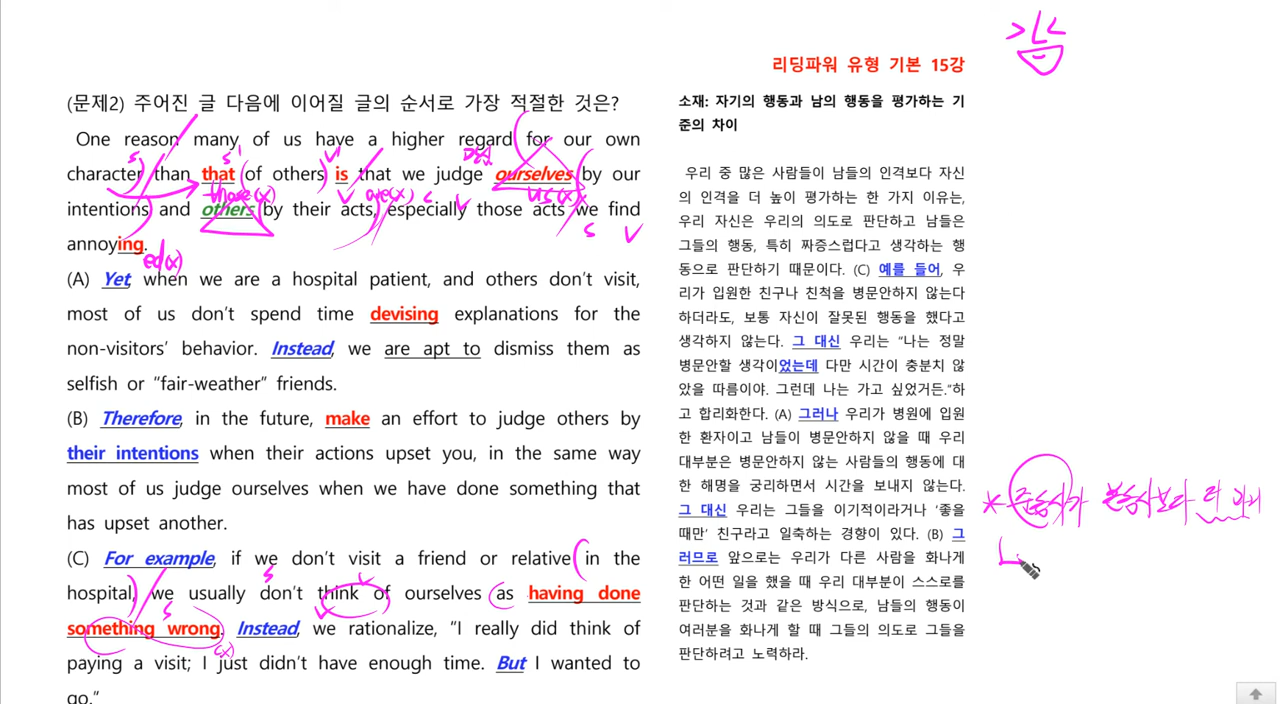 리딩파워 유형 기본 15강
(문제2) 주어진 글 다음에 이어질 글의 순서로 가장 적절한 것은?
One reason many of us have a higher regard for our own
character than that of others is that we judge ourselves by our
those(x)
are(x)
us(x)
intentions and others by their acts, especially those acts we find
annoying.
ed(x)
(A) Yet, when we are a hospital patient, and others don't visit,
most of us don't spend time devising explanations for the
non-visitors' behavior. Instead, we are apt to dismiss them as
selfish or "fair-weather" friends.
(B) Therefore, in the future, make an effort to judge others by
their intentions when their actions upset you, in the same way
most of us judge ourselves when we have done something that
has upset another.
(C) For example, if we don't visit a friend or relative in the
hospital, we usually don't think of ourselves as having done
something wrong. Instead, we rationalize, "I really did think of
(x)
paying a visit; I just didn't have enough time. But I wanted to
go."
소재: 자기의 행동과 남의 행동을 평가하는 기
준의 차이
우리 중 많은 사람들이 남들의 인격보다 자신
의 인격을 더 높이 평가하는 한 가지 이유는,
우리 자신은 우리의 의도로 판단하고 남들은
그들의 행동, 특히 짜증스럽다고 생각하는 행
동으로 판단하기 때문이다. (C) 예를 들어, 우
리가 입원한 친구나 친척을 병문안하지 않는다
하더라도, 보통 자신이 잘못된 행동을 했다고
생각하지 않는다. 그 대신 우리는 "나는 정말
병문안할 생각이었는데 다만 시간이 충분치 않
았을 따름이야. 그런데 나는 가고 싶었거든."하
고 합리화한다. (A) 그러나 우리가 병원에 입원
한 환자이고 남들이 병문안하지 않을 때 우리
대부분은 병문안하지 않는 사람들의 행동에 대
한 해명을 궁리하면서 시간을 보내지 않는다.
그 대신 우리는 그들을 이기적이라거나 '좋을
때만' 친구라고 일축하는 경향이 있다. (B) 그
러므로 앞으로는 우리가 다른 사람을 화나게
한 어떤 일을 했을 때 우리 대부분이 스스로를
판단하는 것과 같은 방식으로, 남들의 행동이
여러분을 화나게 할 때 그들의 의도로 그들을
판단하려고 노력하라.
* 준동사가 본동사보다 더 과거